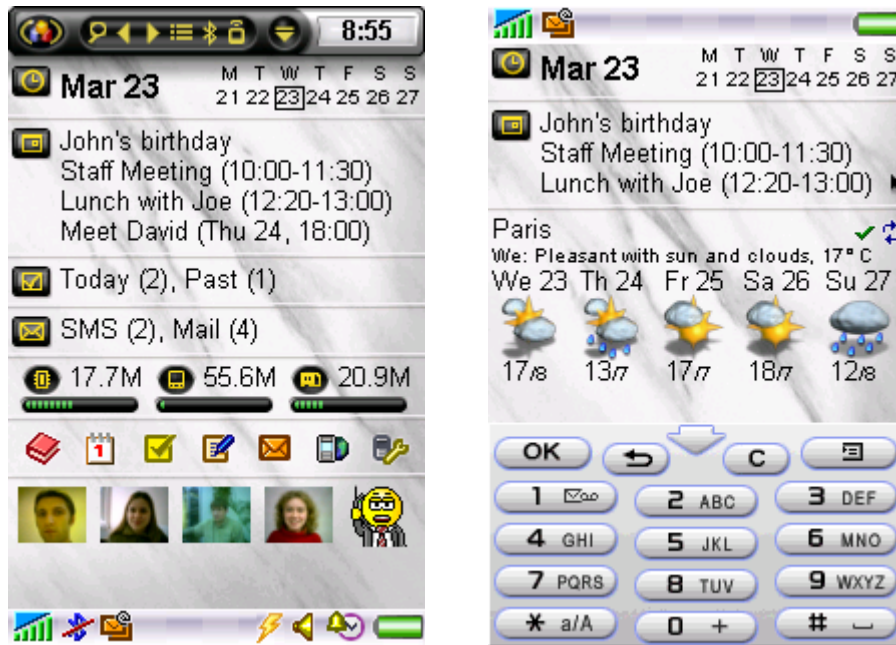 8:55
Mar 23
M T W T F S S
21 22 23 24 25 26 27
John's birthday
Staff Meeting (10:00-11:30)
Lunch with Joe (12:20-13:00)
Meet David (Thu 24, 18:00)
Today (2), Past (1)
SMS (2), Mail (4)
17.7M 55.6M 20.9M
1
Mar 23
M T W T F S S
21 22 23 24 25 26 27
John's birthday
Staff Meeting (10:00-11:30)
Lunch with Joe (12:20-13:00)
Paris
We: Pleasant with sun and clouds, 17° C
We 23 Th 24 Fr 25 Sa 26 Su 27
17/8 13/7 17/7 18/7 12/8
OK C
1 2 ABC 3 DEF
4 GHI 5 JKL 6 MNO
7 PQRS 8 TUV 9 WXYZ
* a/A 0 + #